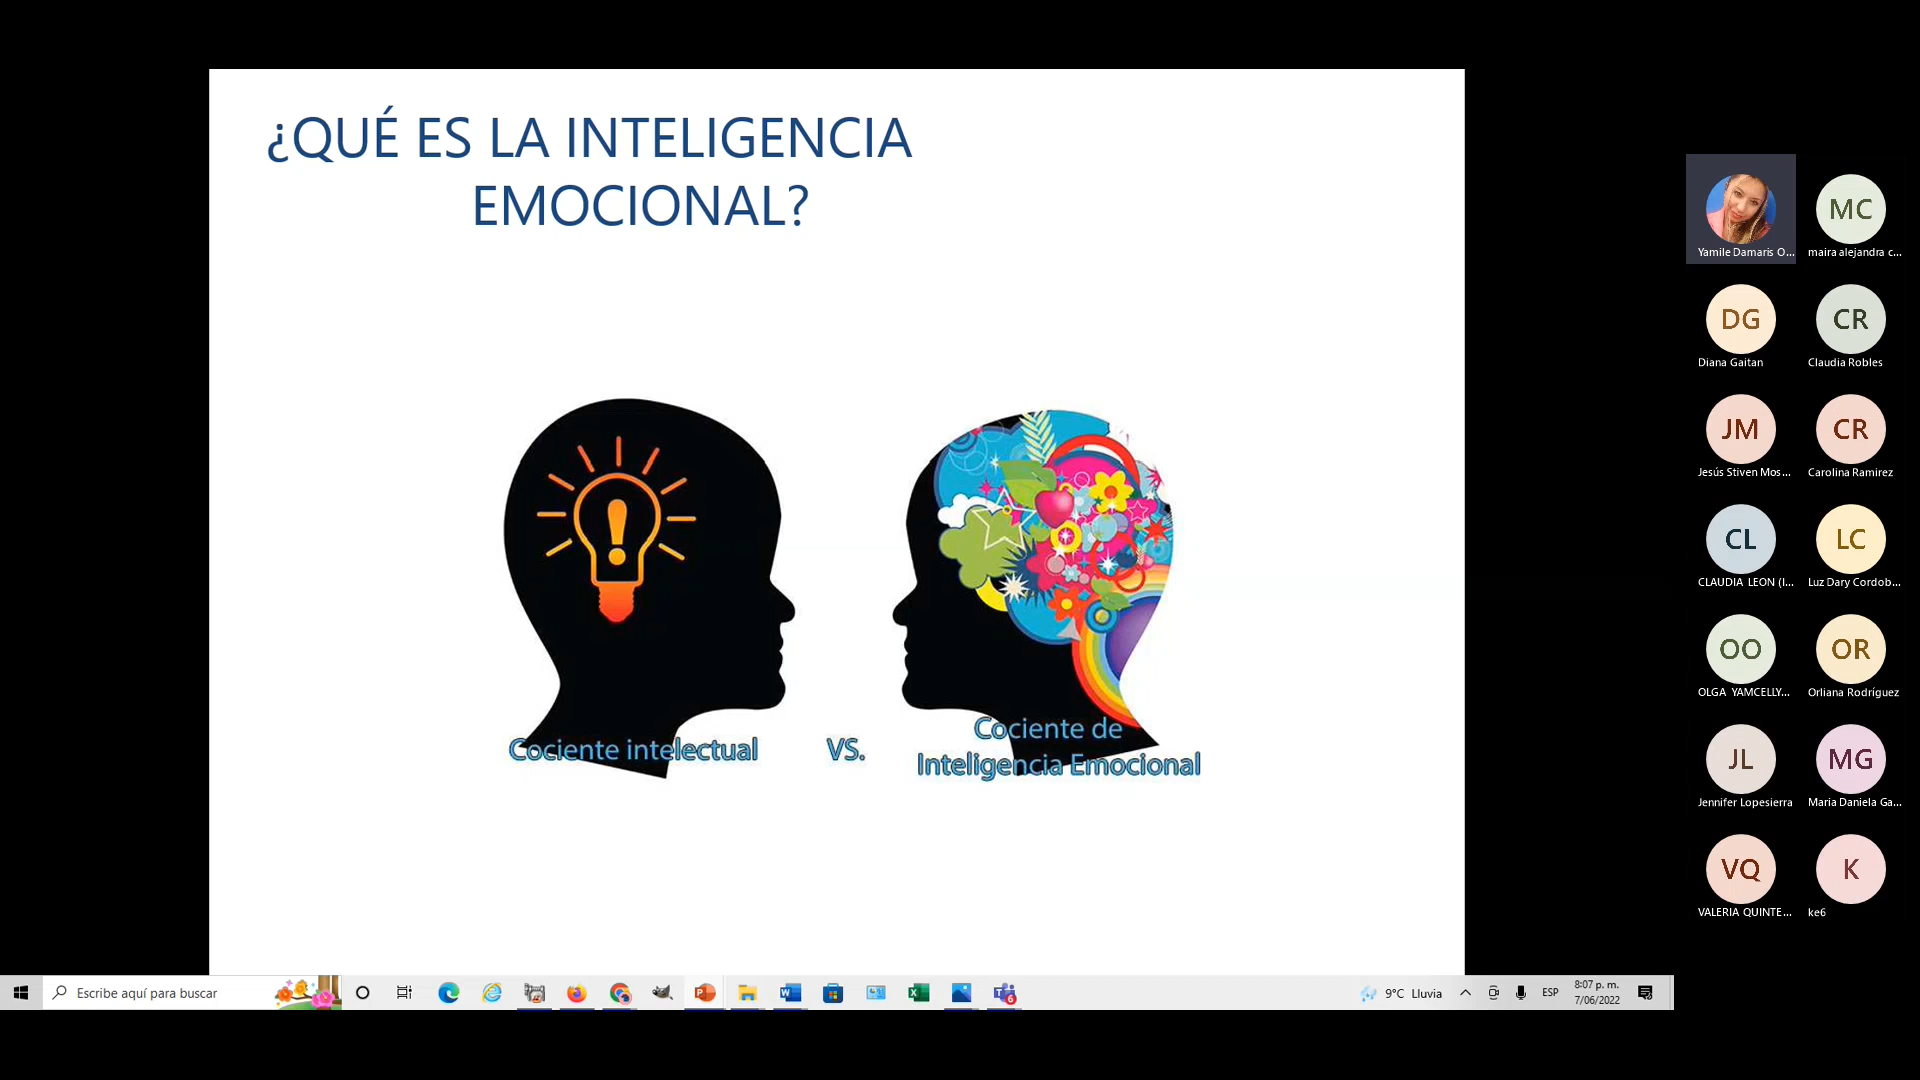 ¿QUÉ ES LA INTELIGENCIA
EMOCIONAL?
Cociente intelectual
VS.
Cociente de
Inteligencia Emocional
Yamile Damaris O...
MC
maira alejandra c...
DG
Diana Gaitan
CR
Claudia Robles
JM
Jesús Stiven Mos...
CR
Carolina Ramirez
CL
CLAUDIA LEON (I...
LC
Luz Dary Cordob...
OO
OLGA YAMCELLY...
OR
Orliana Rodríguez
JL
Jennifer Lopesierra
MG
Maria Daniela Ga...
VQ
VALERIA QUINTE...
K
ke6
Escribe aquí para buscar
6
9°C Lluvia
ESP
8:07 p. m.
7/06/2022